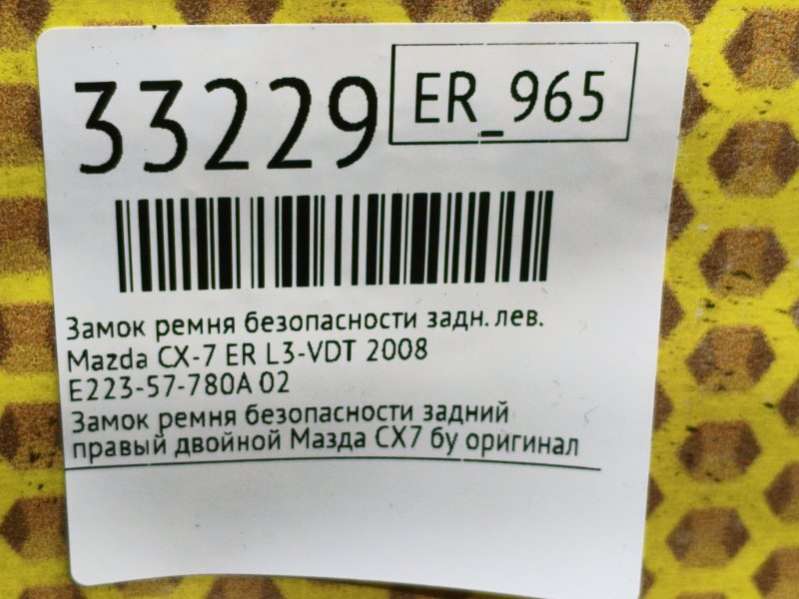 33229
ER_965
Замок ремня безопасности задн. лев.
Mazda CX-7 ER L3-VDT 2008
E223-57-780A 02
Замок ремня безопасности задний
правый двойной Мазда СХ7 бу оригинал